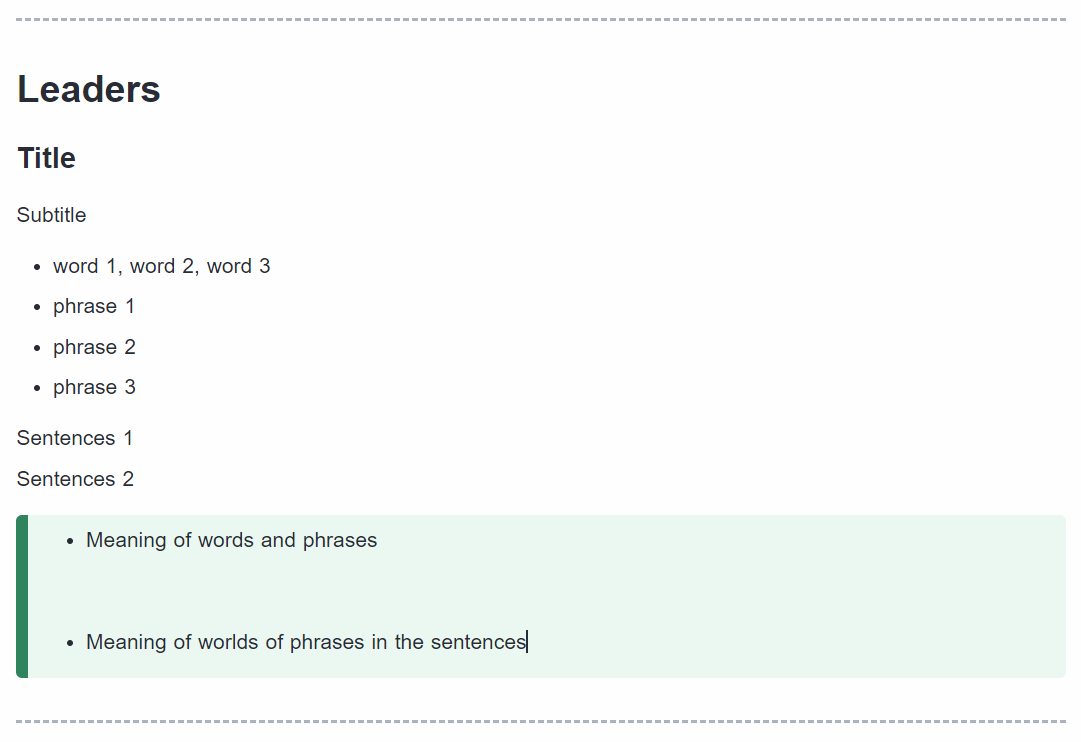 Leaders
Title
Subtitle
word 1, word 2, word 3
phrase 1
phrase 2
phrase 3
Sentences 1
Sentences 2
Meaning of words and phrases
Meaning of worlds of phrases in the sentences